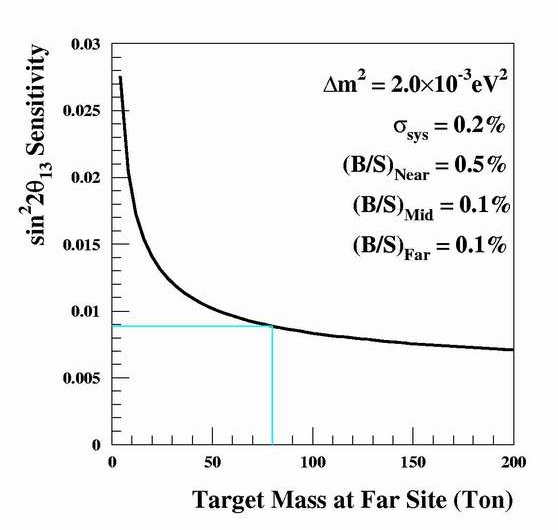 0.03
0.025
0.02
0.015
0.01
0.005
0
sin²2θ₁₃ Sensitivity
Δm² = 2.0×10⁻³eV²
σsys = 0.2%
(B/S)Near = 0.5%
(B/S)Mid = 0.1%
(B/S)Far = 0.1%
0 50 100 150 200
Target Mass at Far Site (Ton)